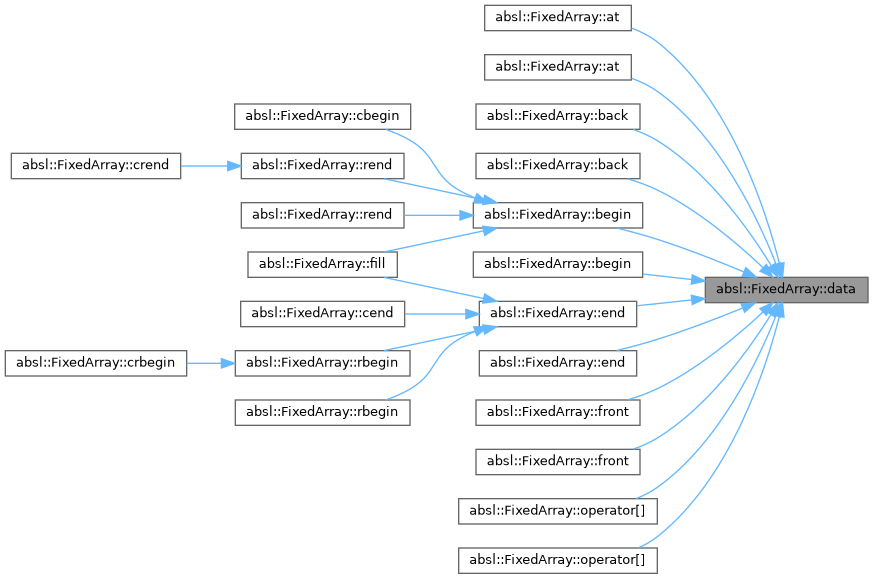 absl::FixedArray::at
absl::FixedArray::at
absl::FixedArray::cbegin
absl::FixedArray::back
absl::FixedArray::crend
absl::FixedArray::rend
absl::FixedArray::back
absl::FixedArray::rend
absl::FixedArray::begin
absl::FixedArray::fill
absl::FixedArray::begin
absl::FixedArray::data
absl::FixedArray::cend
absl::FixedArray::end
absl::FixedArray::crbegin
absl::FixedArray::rbegin
absl::FixedArray::end
absl::FixedArray::rbegin
absl::FixedArray::front
absl::FixedArray::front
absl::FixedArray::operator[]
absl::FixedArray::operator[]